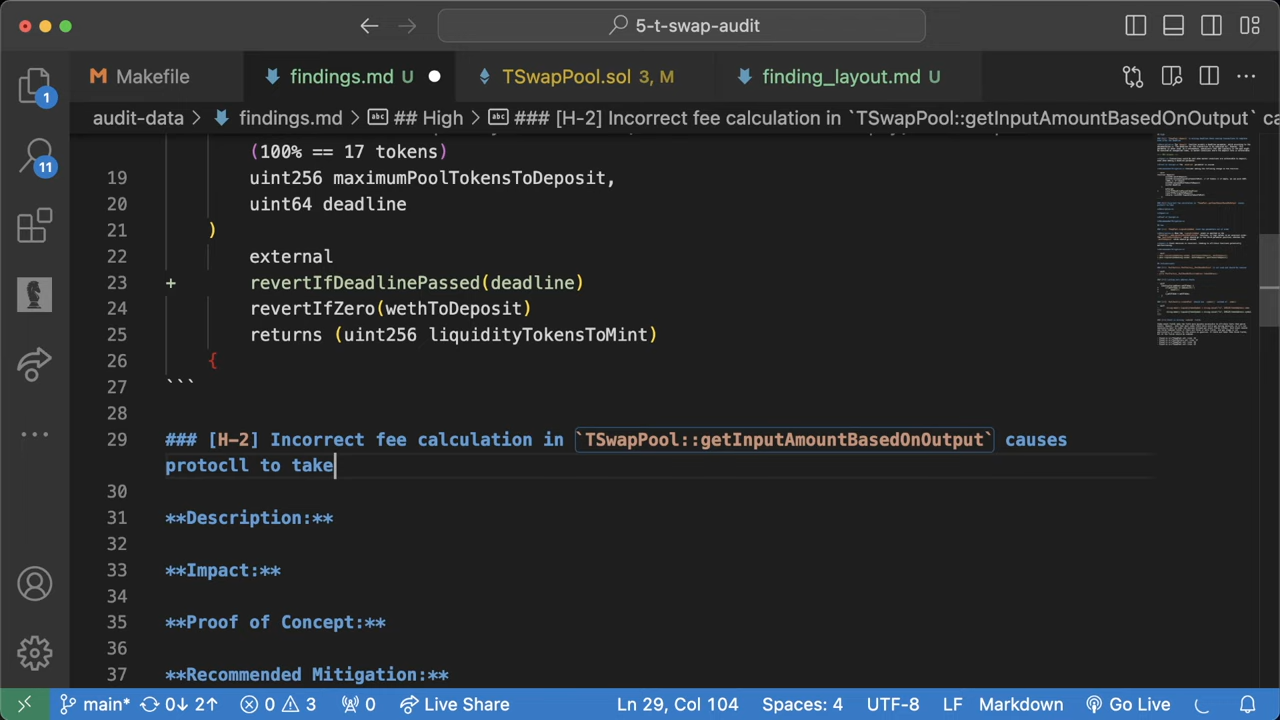 5-t-swap-audit
Makefile
findings.md U
TSwapPool.sol 3, M
finding_layout.md U
audit-data > findings.md > ## High > ### [H-2] Incorrect fee calculation in `TSwapPool::getInputAmountBasedOnOutput` ca
1
11
(100% == 17 tokens)
19 uint256 maximumPoolTokensToDeposit,
20 uint64 deadline
21 )
22 external
23 + revertIfDeadlinePassed(deadline)
24 revertIfZero(wethToDeposit)
25 returns (uint256 liquidityTokensToMint)
26 {
27 ```
28
29 ### [H-2] Incorrect fee calculation in `TSwapPool::getInputAmountBasedOnOutput` causes
protocll to take
30
31 **Description:**
32
33 **Impact:**
34
35 **Proof of Concept:**
36
37 **Recommended Mitigation:**
main* 0↓ 2↑ 0 3 0 Live Share Ln 29, Col 104 Spaces: 4 UTF-8 LF Markdown Go Live